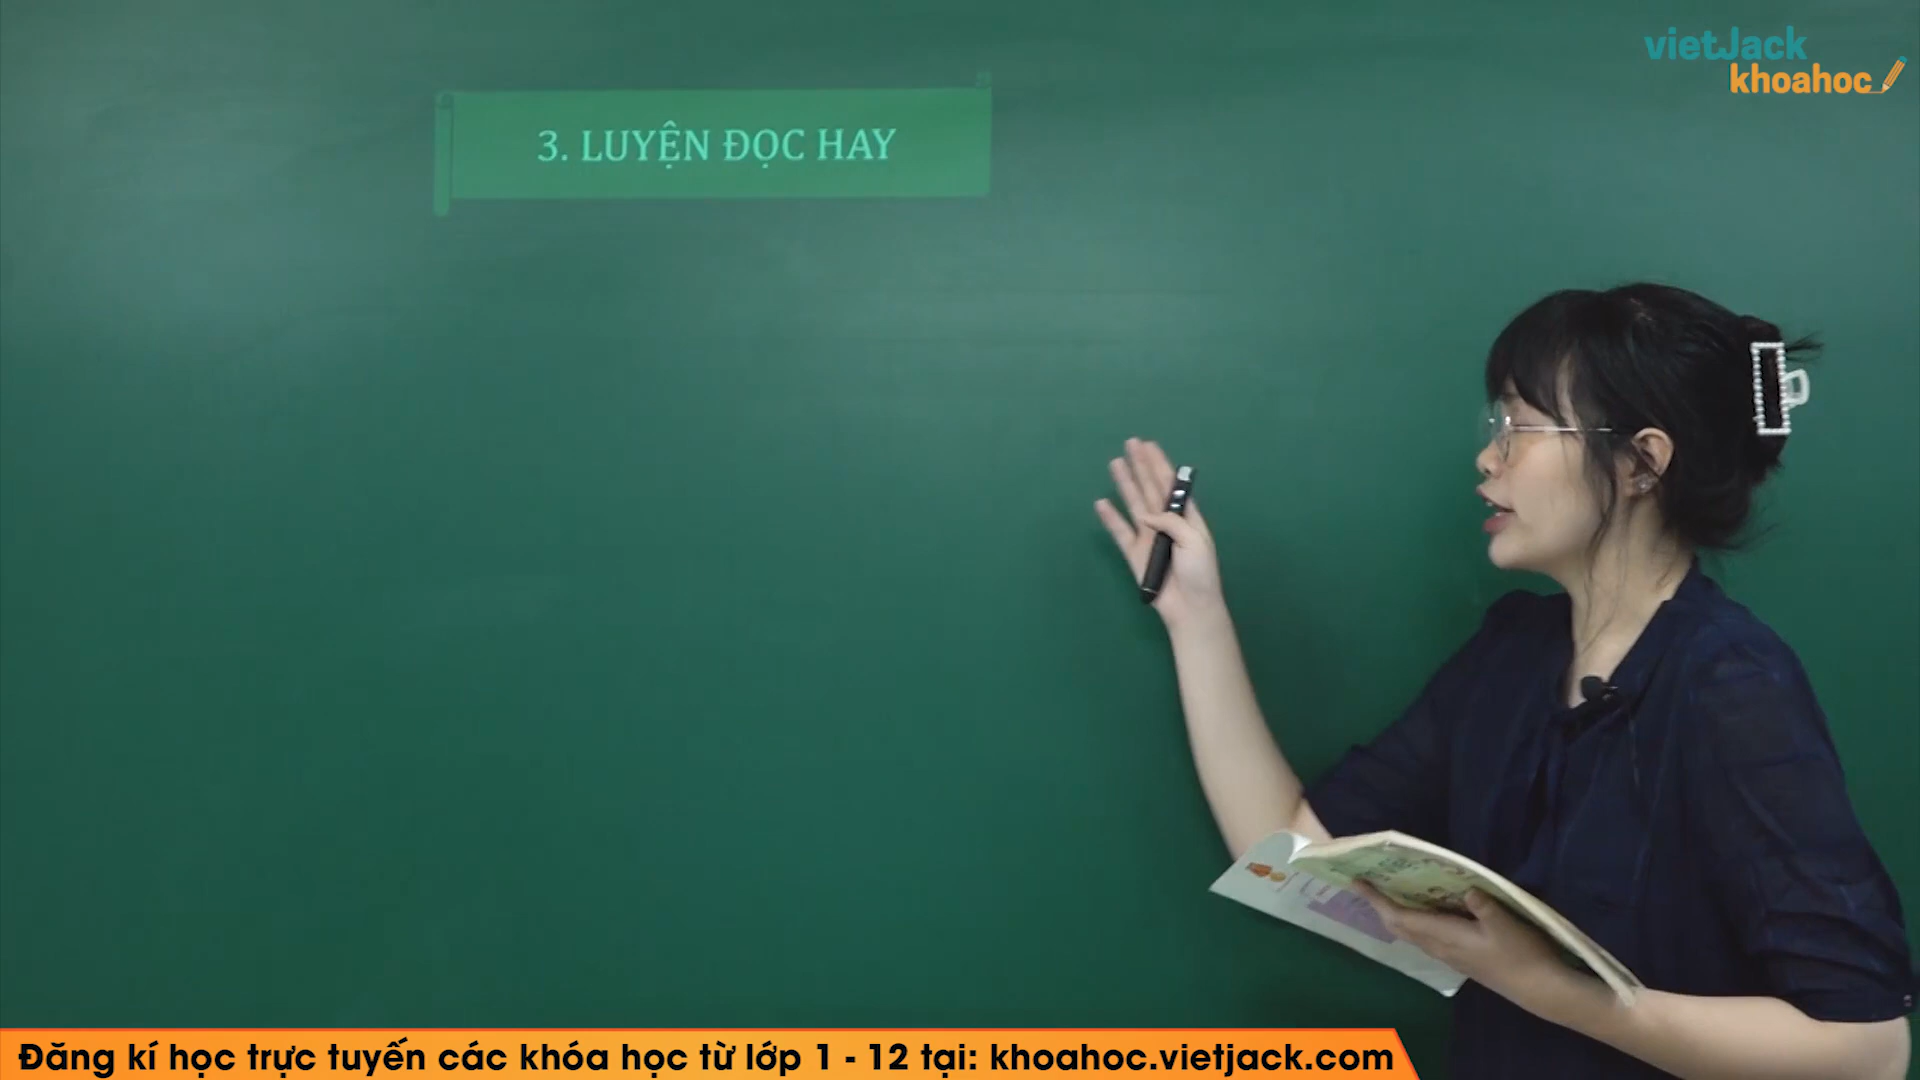 vietJack
khoahoc
3. LUYỆN ĐỌC HAY
Đăng kí học trực tuyến các khóa học từ lớp 1 - 12 tại: khoahoc.vietjack.com